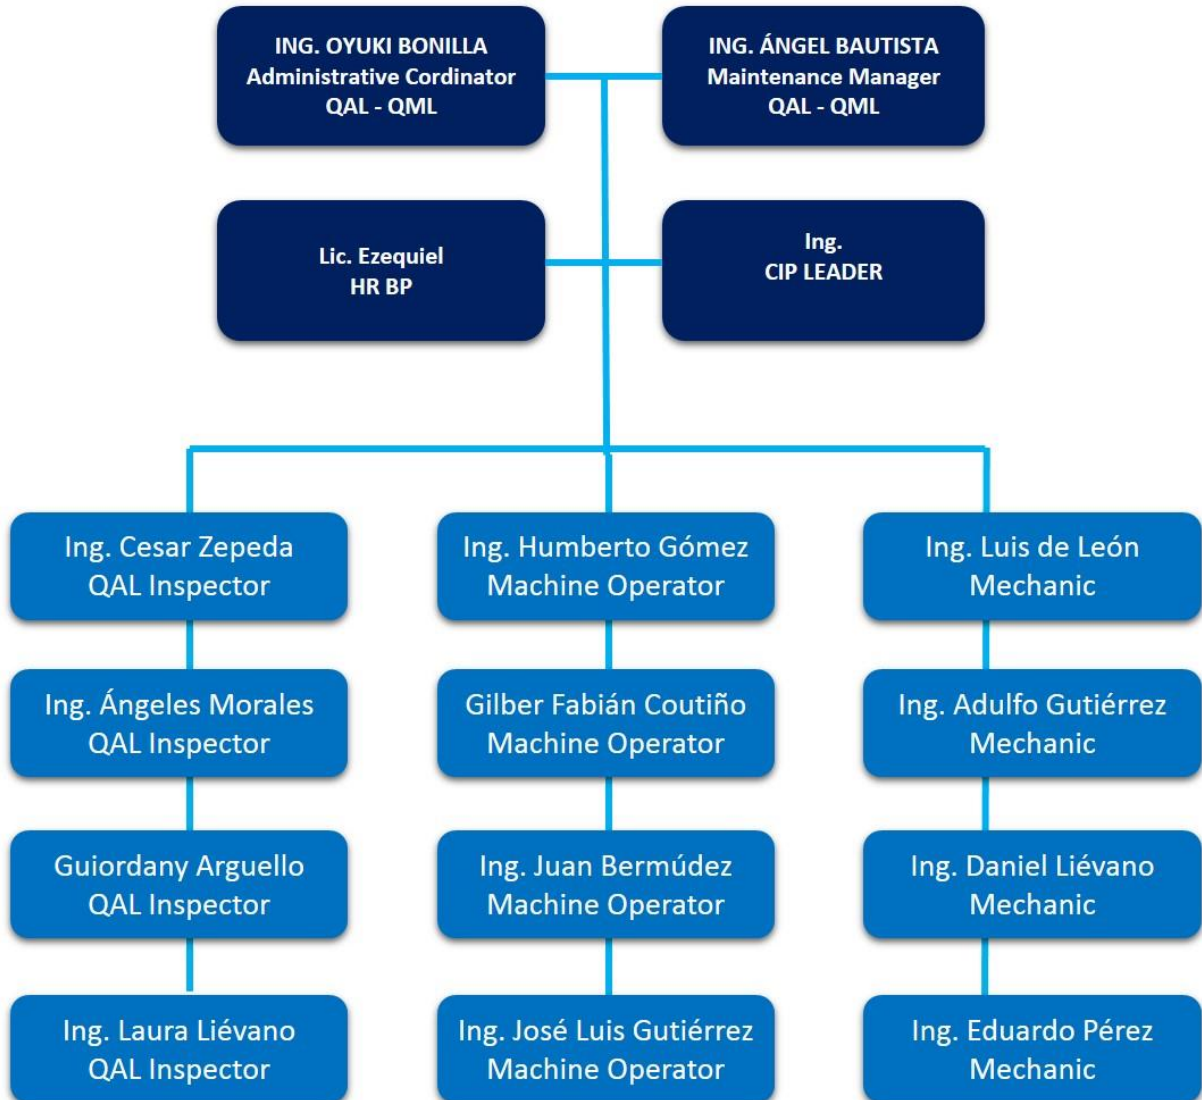 ING. OYUKI BONILLA
Administrative Cordinator
QAL - QML
ING. ÁNGEL BAUTISTA
Maintenance Manager
QAL - QML
Lic. Ezequiel
HR BP
Ing.
CIP LEADER
Ing. Cesar Zepeda
QAL Inspector
Ing. Humberto Gómez
Machine Operator
Ing. Luis de León
Mechanic
Ing. Ángeles Morales
QAL Inspector
Gilber Fabián Coutiño
Machine Operator
Ing. Adulfo Gutiérrez
Mechanic
Guiordany Arguello
QAL Inspector
Ing. Juan Bermúdez
Machine Operator
Ing. Daniel Liévano
Mechanic
Ing. Laura Liévano
QAL Inspector
Ing. José Luis Gutiérrez
Machine Operator
Ing. Eduardo Pérez
Mechanic